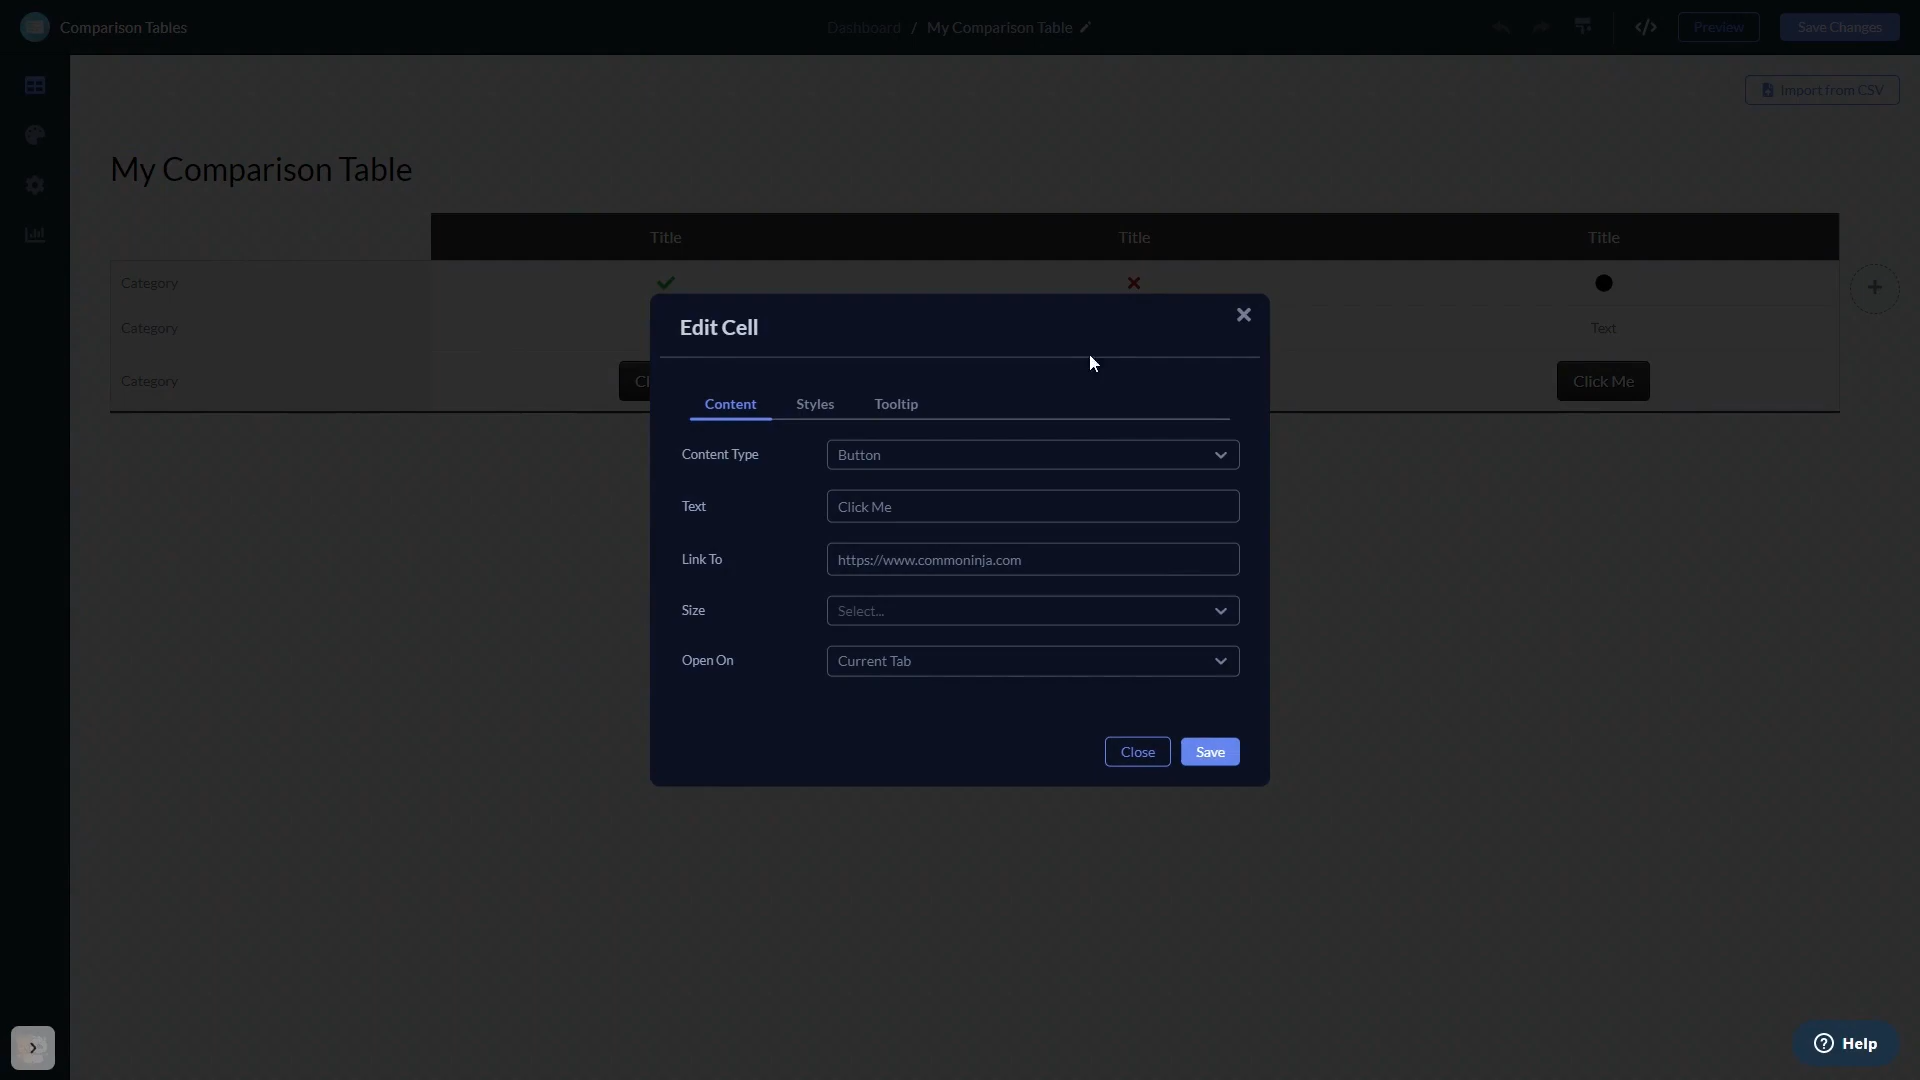 Comparison Tables
Dashboard / My Comparison Table
</> Preview Save Changes
Import from CSV
My Comparison Table
Title Title Title
Category
Category Text
Category Cl Click Me
Edit Cell
Content Styles Tooltip
Content Type Button
Text Click Me
Link To https://www.commoninja.com
Size Select...
Open On Current Tab
Close Save
Help